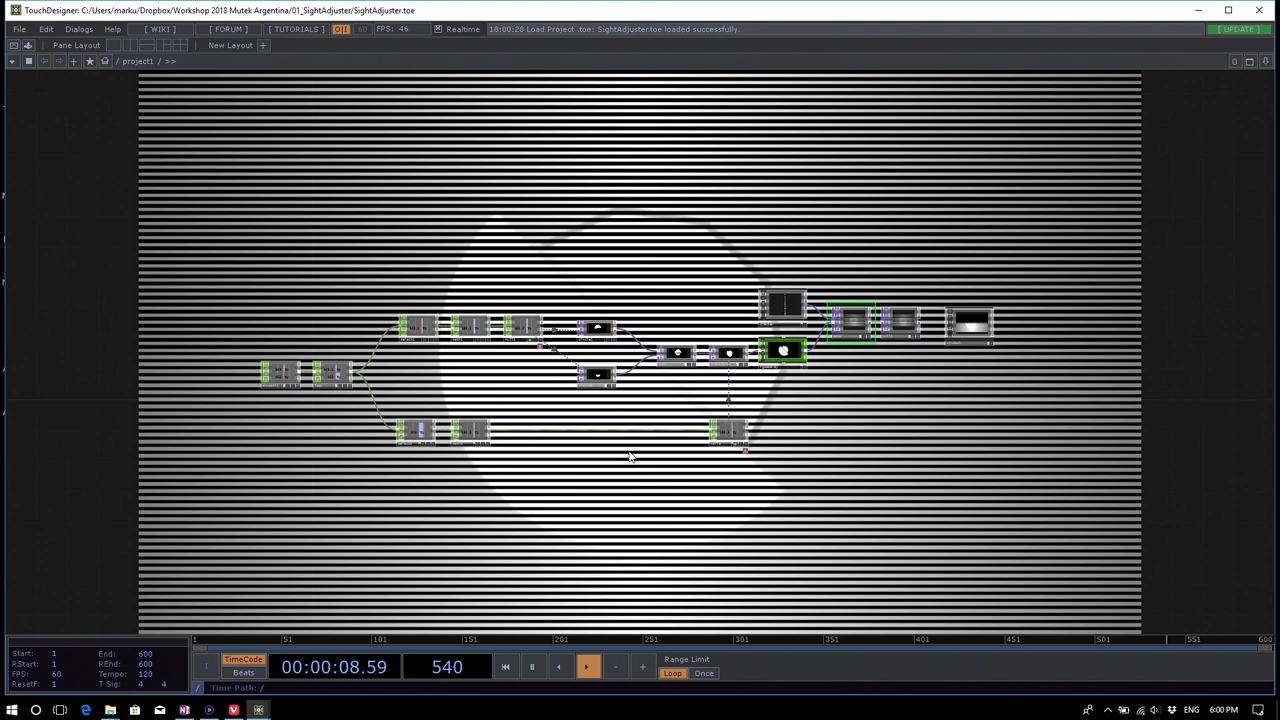 TouchDesigner: C:/Users/marku/Dropbox/Workshop 2018 Mutek Argentina/01_SightAdjuster/SightAdjuster.toe
File Edit Dialogs Help [ WIKI ] [ FORUM ] [ TUTORIALS ] O|I 60 FPS: 46 Realtime 18:00:28 Load Project .toe: SightAdjuster.toe loaded successfully. [ UPDATE ]
Pane Layout New Layout +
/ project1 / >> 0
1 51 101 151 201 251 301 351 401 451 501 551 600
Start: 1 End: 600
RStart: 1 REnd: 600
FPS: 60 Tempo: 120
ResetF: 1 T Sig: 4 4
TimeCode
Beats
00:00:08.59
540
Range Limit
Loop Once
/ Time Path: /
ENG 6:00 PM